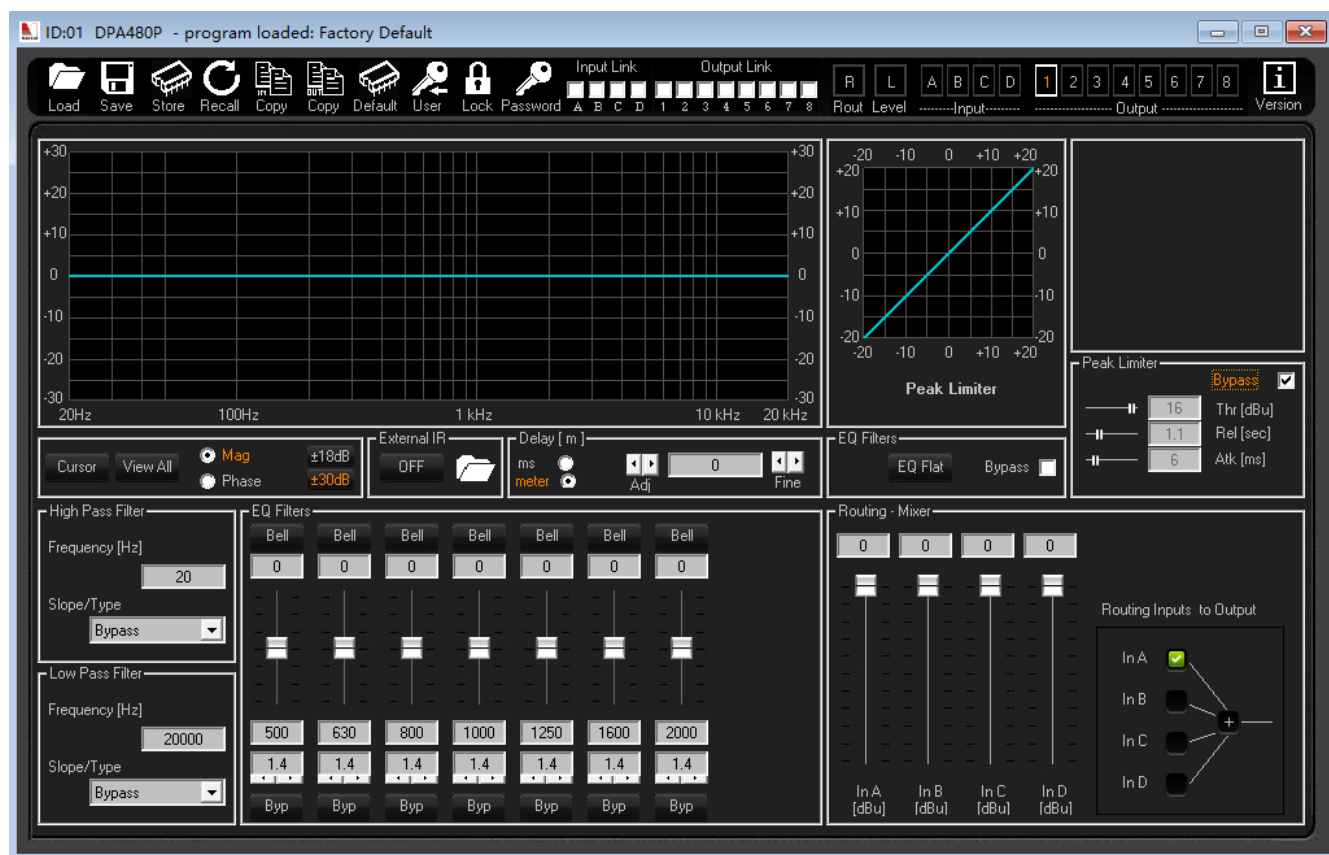 ID:01 DPA480P - program loaded: Factory Default
Input Link Output Link
Load Save Store Recall Copy Copy Default User Lock Password A B C D 1 2 3 4 5 6 7 8
R L A B C D 1 2 3 4 5 6 7 8 i
Rout Level --------Input-------- ---------------- Output ----------------- Version
+30 +30
+20 +20
+10 +10
0 0
-10 -10
-20 -20
-30 -30
20Hz 100Hz 1 kHz 10 kHz 20 kHz
-20 -10 0 +10 +20
+20 +20
+10 +10
0 0
-10 -10
-20 -20
-20 -10 0 +10 +20
Peak Limiter
Peak Limiter
Bypass
16 Thr [dBu]
1.1 Rel [sec]
6 Atk [ms]
Cursor View All Mag ±18dB
Phase ±30dB
External IR
OFF
Delay [ m ]
ms
meter
Adj
0
Fine
EQ Filters
EQ Flat Bypass
High Pass Filter
Frequency [Hz]
20
Slope/Type
Bypass
Low Pass Filter
Frequency [Hz]
20000
Slope/Type
Bypass
EQ Filters
Bell Bell Bell Bell Bell Bell Bell
0 0 0 0 0 0 0
500 630 800 1000 1250 1600 2000
1.4 1.4 1.4 1.4 1.4 1.4 1.4
Byp Byp Byp Byp Byp Byp Byp
Routing - Mixer
0 0 0 0
In A In B In C In D
[dBu] [dBu] [dBu] [dBu]
Routing Inputs to Output
In A
In B
In C
In D